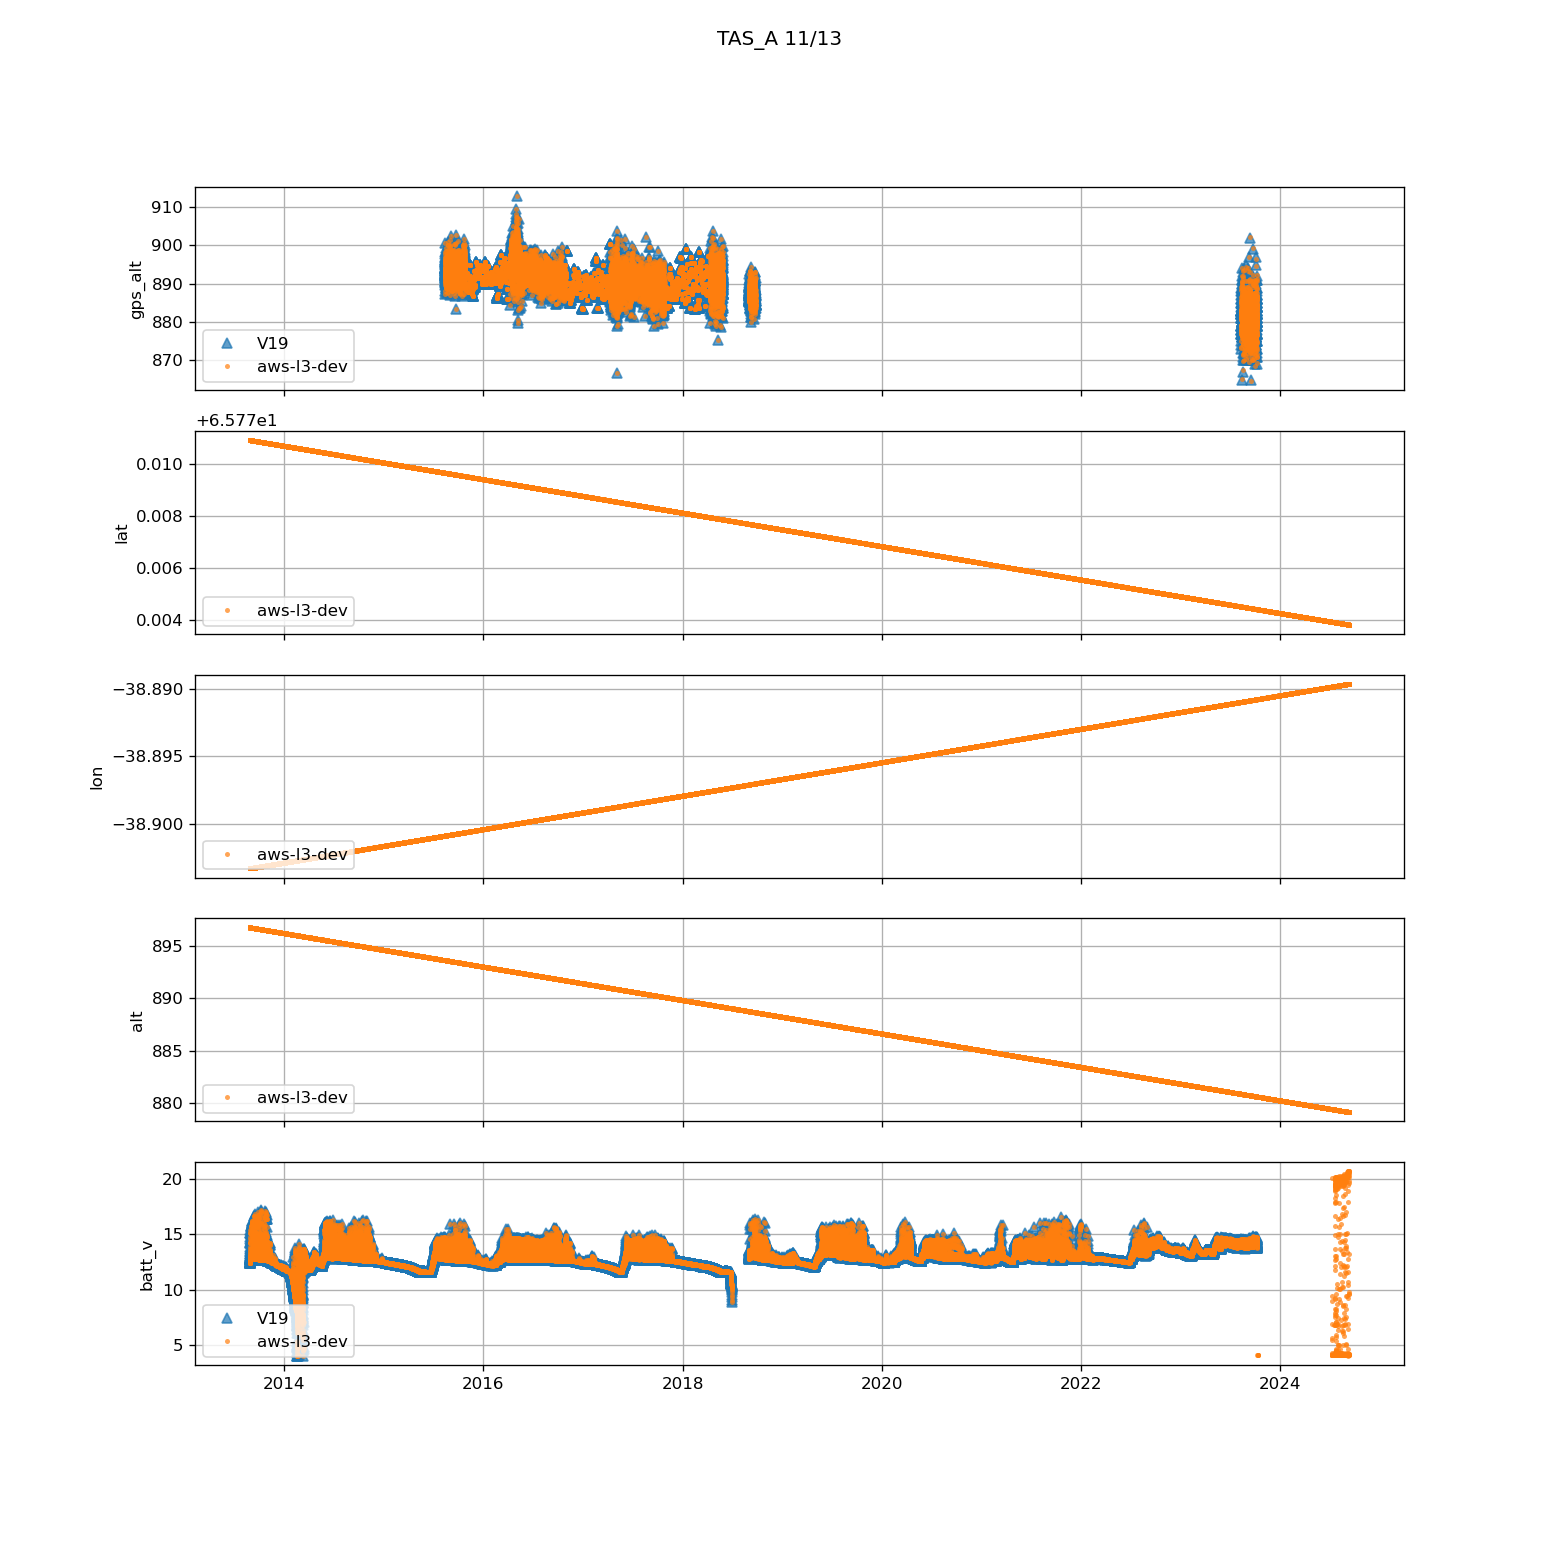 TAS_A 11/13
910
900
890
880
870
gps_alt
V19
aws-l3-dev
+6.577e1
0.010
0.008
0.006
0.004
lat
aws-l3-dev
−38.890
−38.895
−38.900
lon
aws-l3-dev
895
890
885
880
alt
aws-l3-dev
20
15
10
5
batt_v
V19
aws-l3-dev
2014 2016 2018 2020 2022 2024